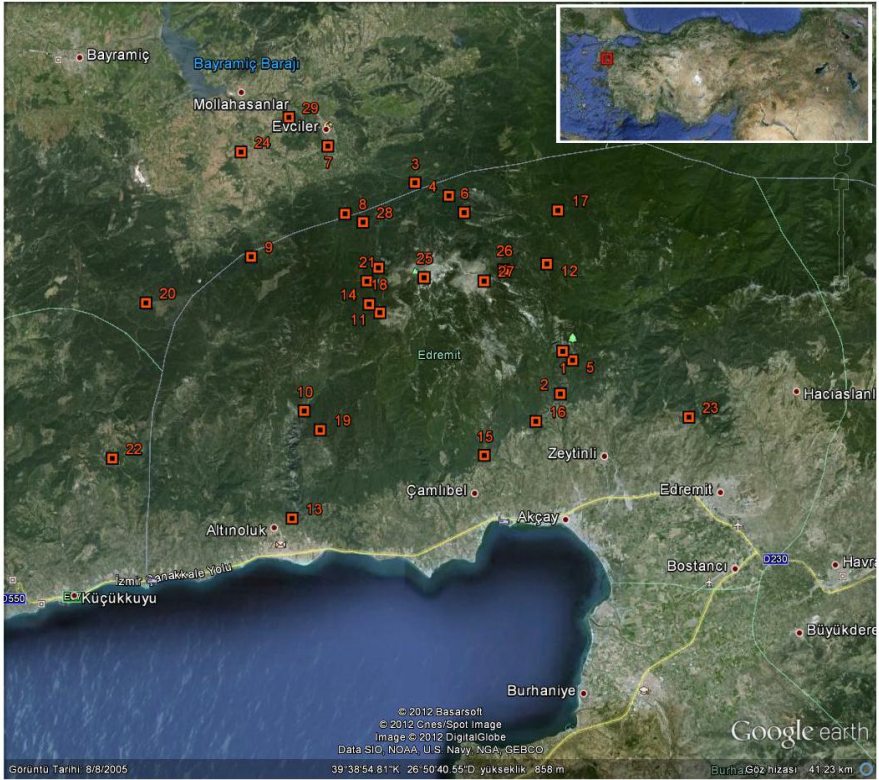 Bayramiç
Bayramiç Barajı
Mollahasanlar
29
Evciler
24
7
3
4
6
8
28
17
9
21
25
26
27
12
18
14
20
11
Edremit
1
5
2
Hacıaslanl
10
16
23
19
15
22
Zeytinli
Çamlıbel
Edremit
13
Akçay
Altınoluk
D230
Havra
Bostancı
İzmir Çanakkale Yolu
D550
Küçükkuyu
Büyükdere
Burhaniye
© 2012 Basarsoft
© 2012 Cnes/Spot Image
Image © 2012 DigitalGlobe
Data SIO, NOAA, U.S. Navy, NGA, GEBCO
Google earth
Görüntü Tarihi: 8/8/2005
39°38'54.81"K 26°50'40.55"D yükseklik 858 m
Göz hizası 41.23 km